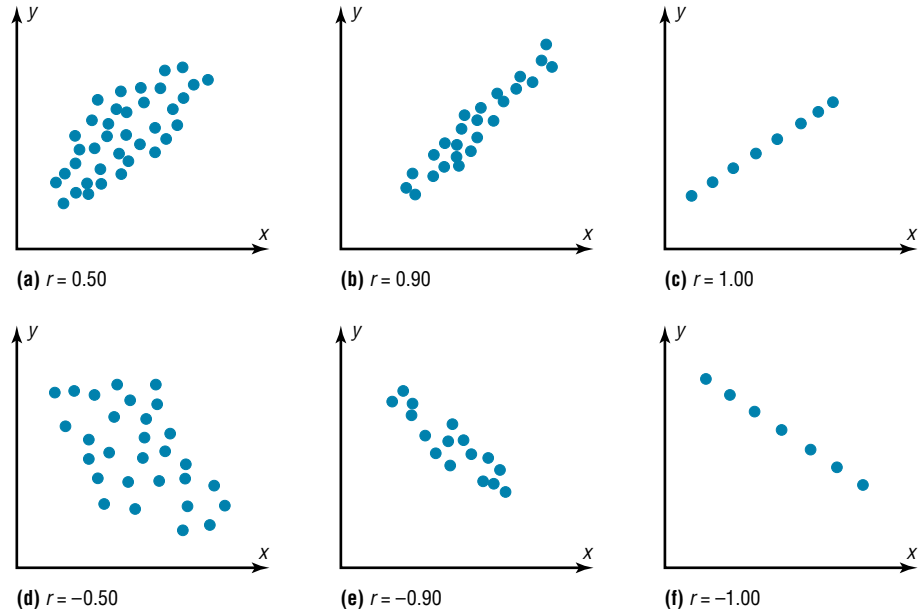 y
x
(a) r = 0.50
y
x
(b) r = 0.90
y
x
(c) r = 1.00
y
x
(d) r = –0.50
y
x
(e) r = –0.90
y
x
(f) r = –1.00